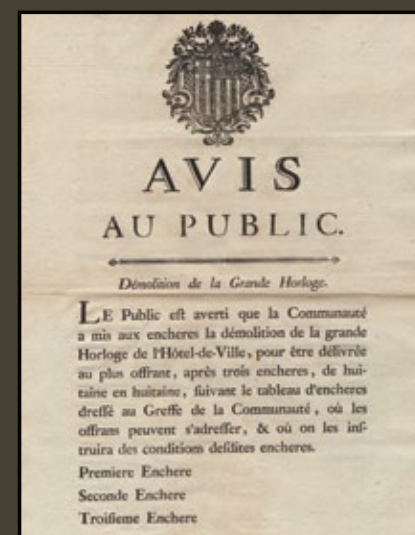 AVIS
AU PUBLIC.
Démolition de la Grande Horloge.
LE Public eſt averti que la Communauté
a mis aux encheres la démolition de la grande
Horloge de l'Hôtel-de-Ville, pour être délivrée
au plus offrant, après trois encheres, de hui-
taine en huitaine, ſuivant le tableau d'encheres
dreſſé au Greffe de la Communauté, où les
offrans peuvent s'adreſſer, & où on les inſ-
truira des conditions deſdites encheres.
Premiere Enchere
Seconde Enchere
Troiſieme Enchere